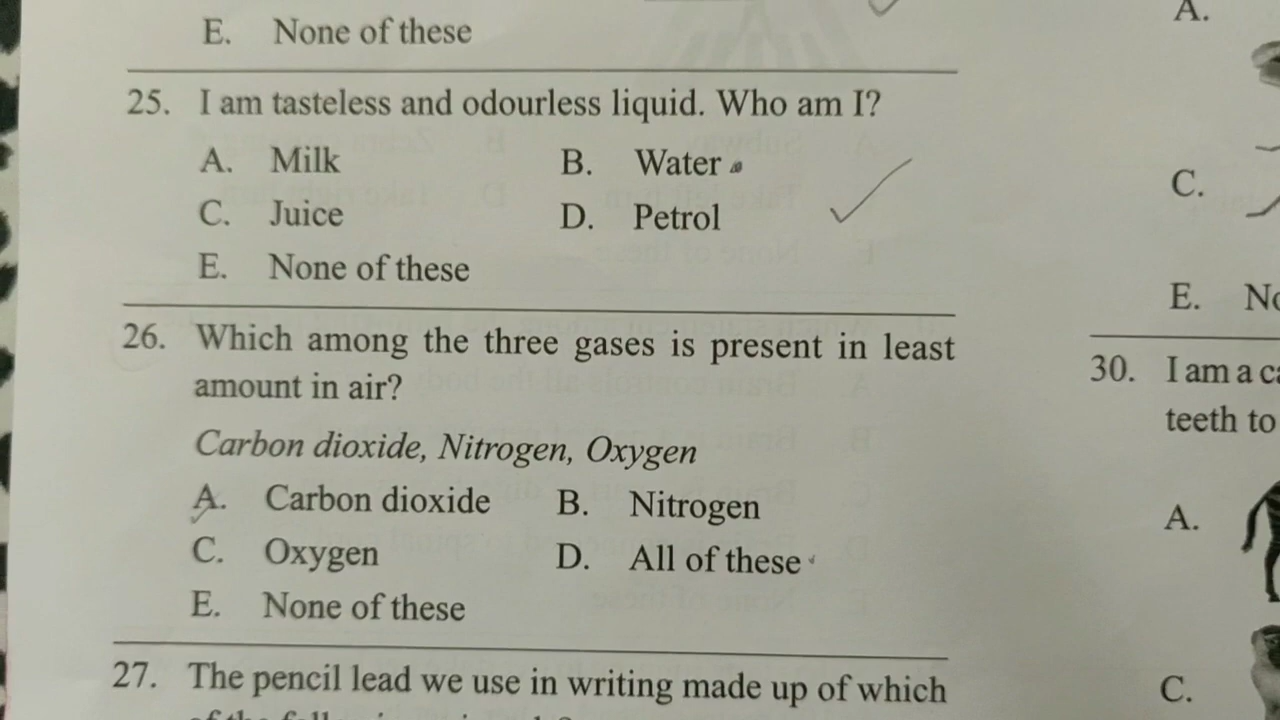 E. None of these
25. I am tasteless and odourless liquid. Who am I?
A. Milk B. Water
C. Juice D. Petrol
E. None of these
26. Which among the three gases is present in least
amount in air?
Carbon dioxide, Nitrogen, Oxygen
A. Carbon dioxide B. Nitrogen
C. Oxygen D. All of these
E. None of these
27. The pencil lead we use in writing made up of which
A.
C.
E.
30. I am a
teeth to
A.
C.